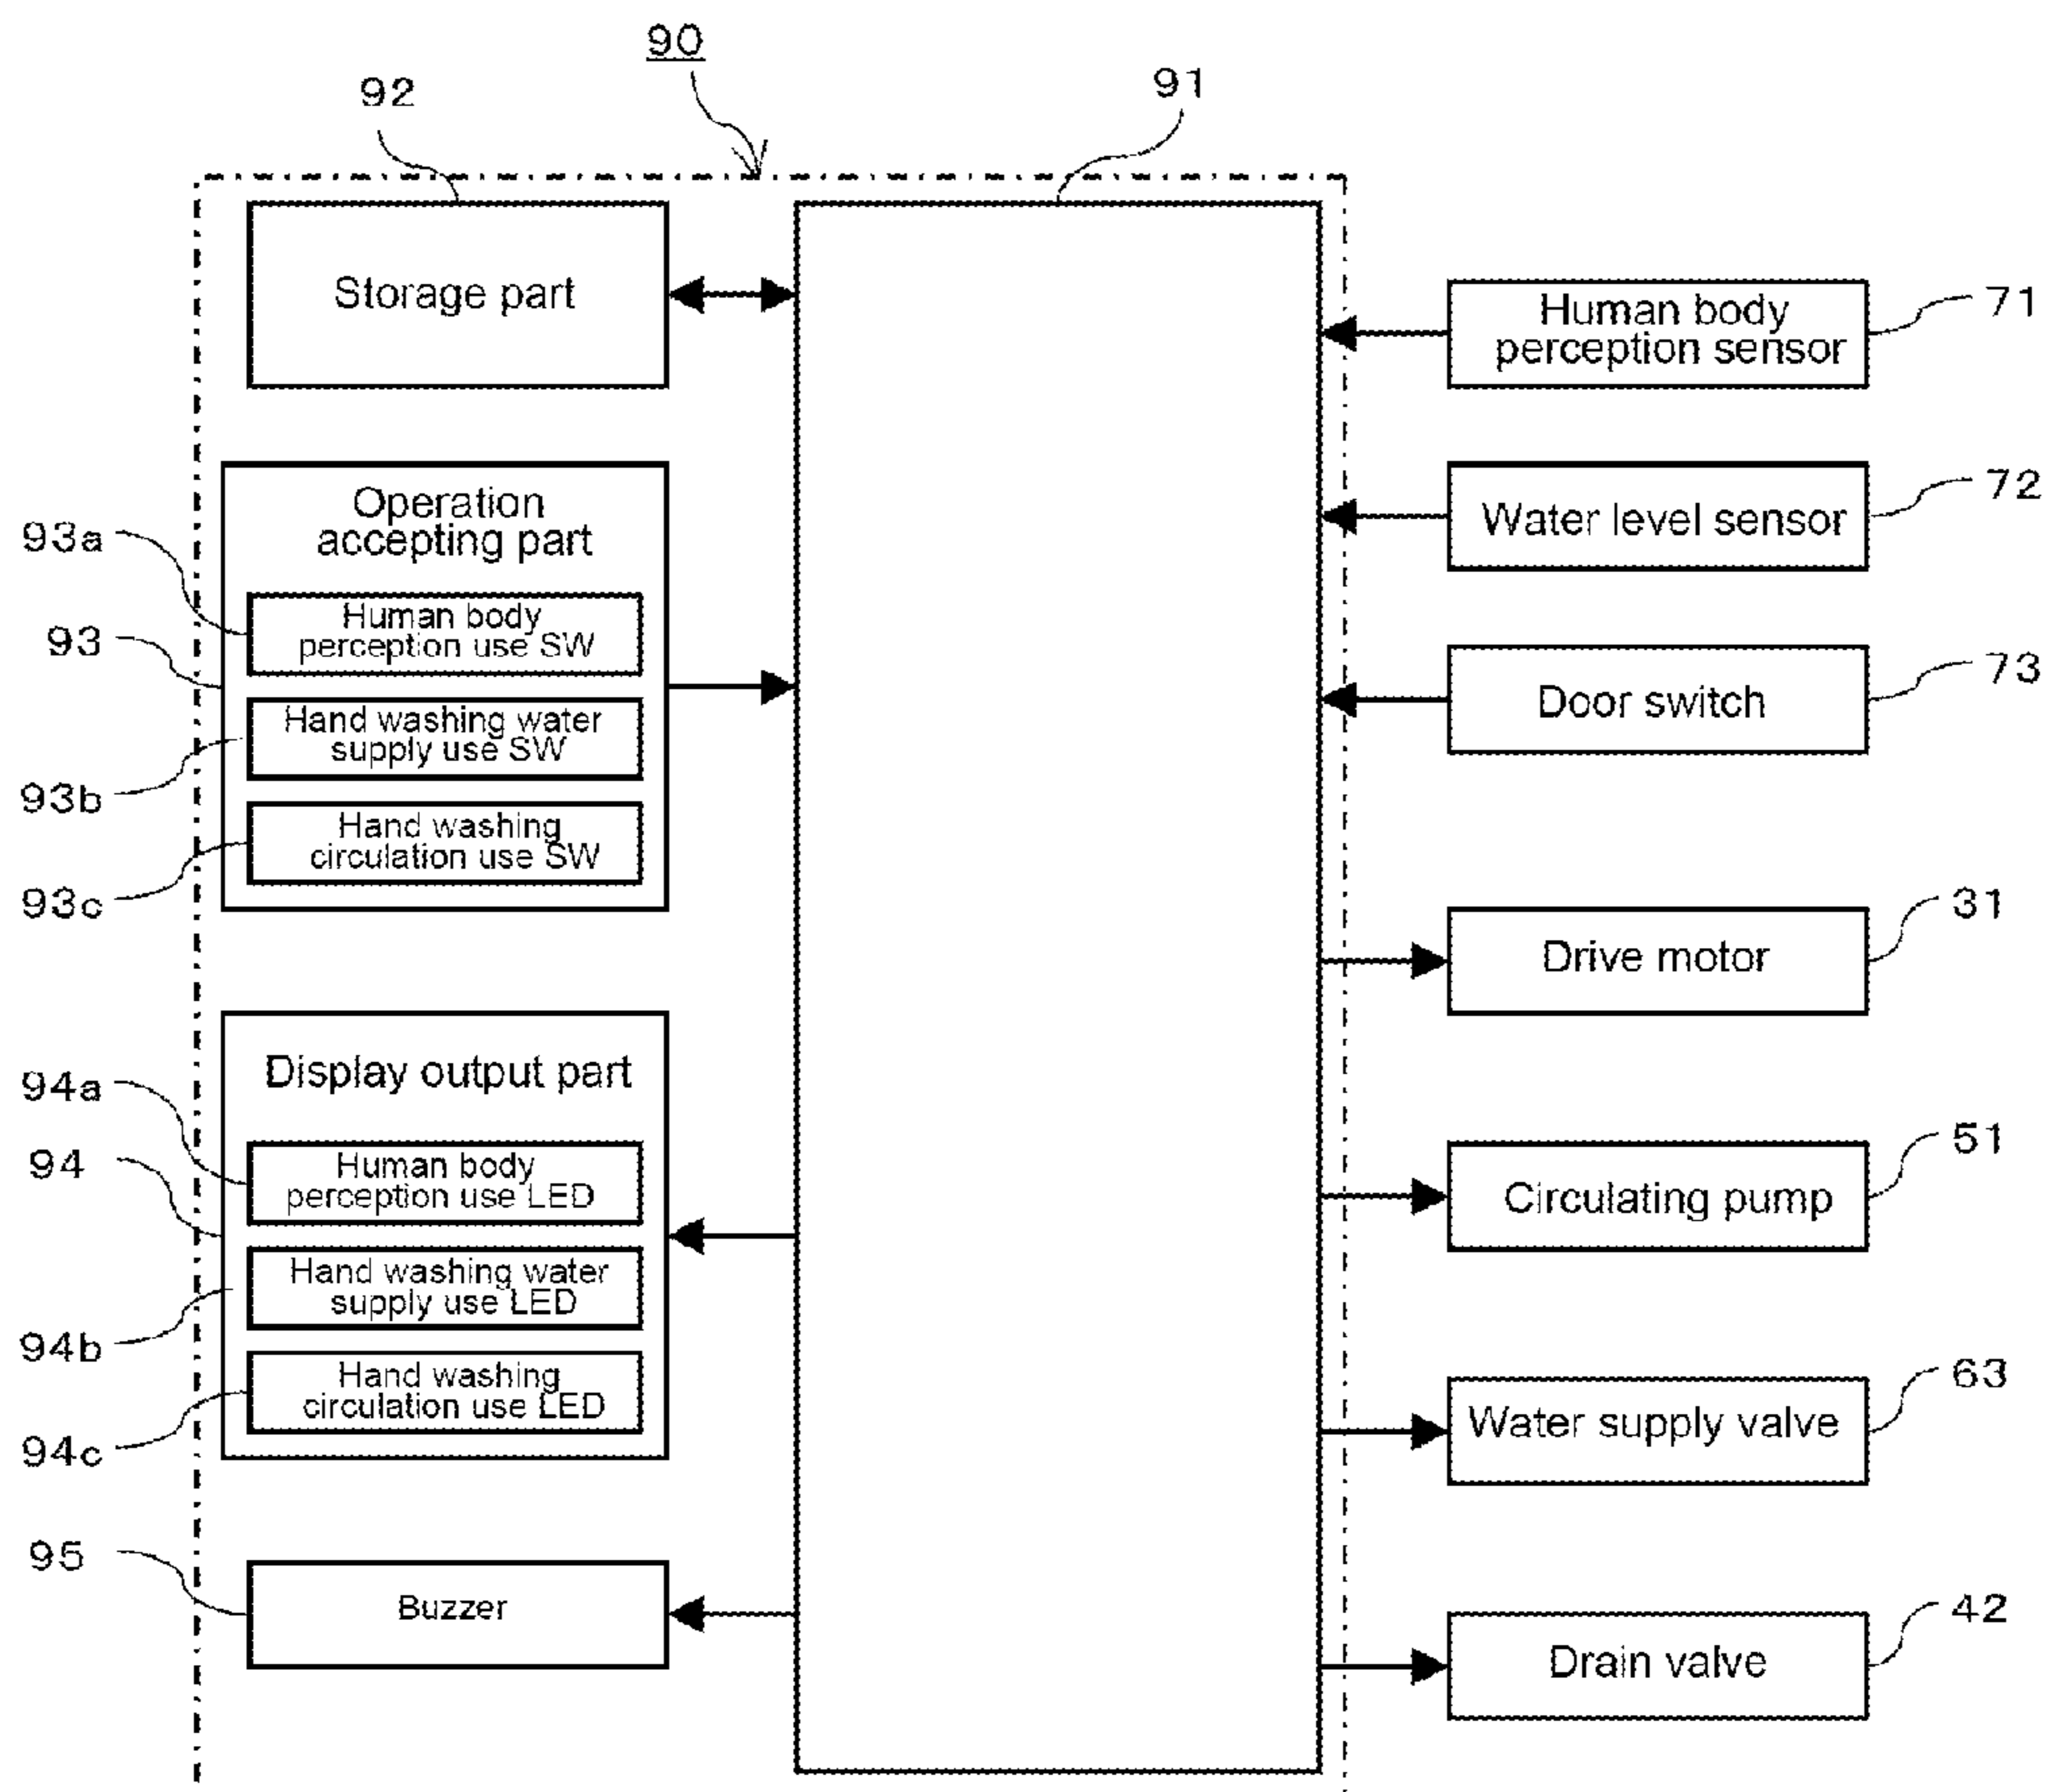 90
92
91
Storage part
Human body
perception sensor
71
Water level sensor
72
Operation
accepting part
93a
Human body
perception use SW
93
Hand washing water
supply use SW
93b
Hand washing
circulation use SW
93c
Door switch
73
Drive motor
31
Display output part
94a
Human body
perception use LED
94
Hand washing water
supply use LED
94b
Hand washing
circulation use LED
94c
Circulating pump
51
Water supply valve
63
95
Buzzer
Drain valve
42